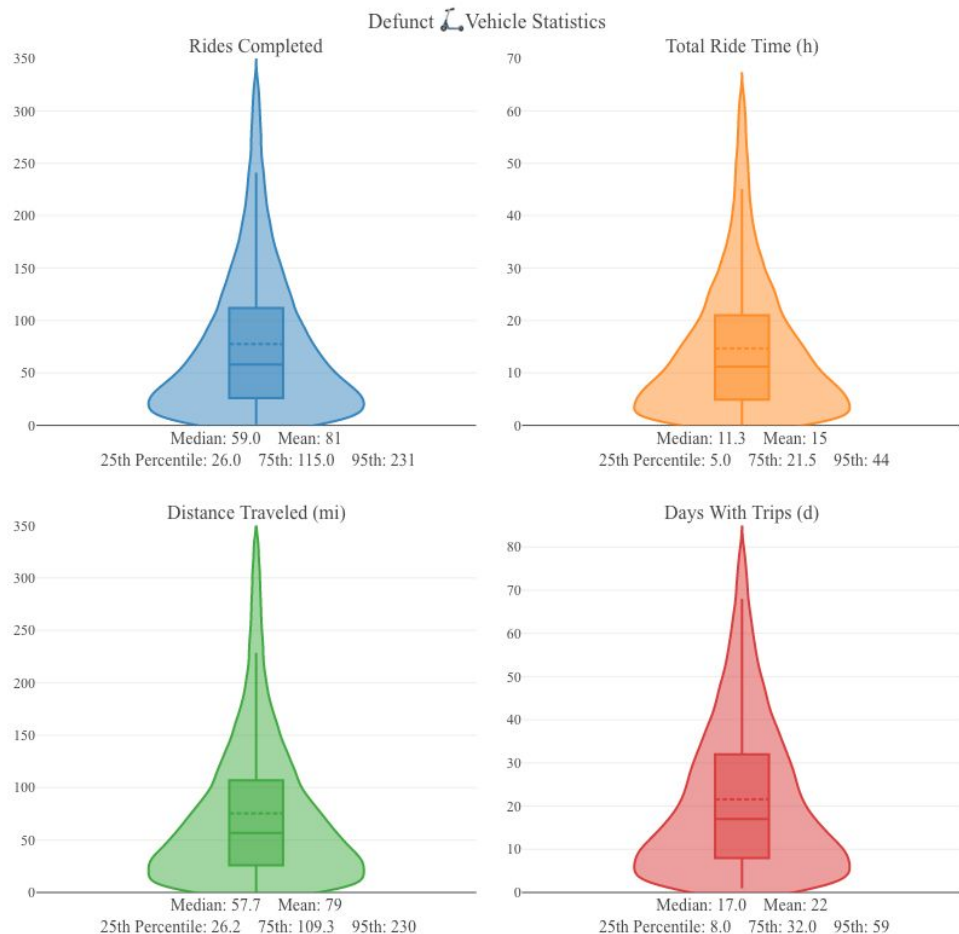 Defunct 🛴 Vehicle Statistics
Rides Completed
350
300
250
200
150
100
50
0
Median: 59.0 Mean: 81
25th Percentile: 26.0 75th: 115.0 95th: 231
Total Ride Time (h)
70
60
50
40
30
20
10
0
Median: 11.3 Mean: 15
25th Percentile: 5.0 75th: 21.5 95th: 44
Distance Traveled (mi)
350
300
250
200
150
100
50
0
Median: 57.7 Mean: 79
25th Percentile: 26.2 75th: 109.3 95th: 230
Days With Trips (d)
80
70
60
50
40
30
20
10
0
Median: 17.0 Mean: 22
25th Percentile: 8.0 75th: 32.0 95th: 59